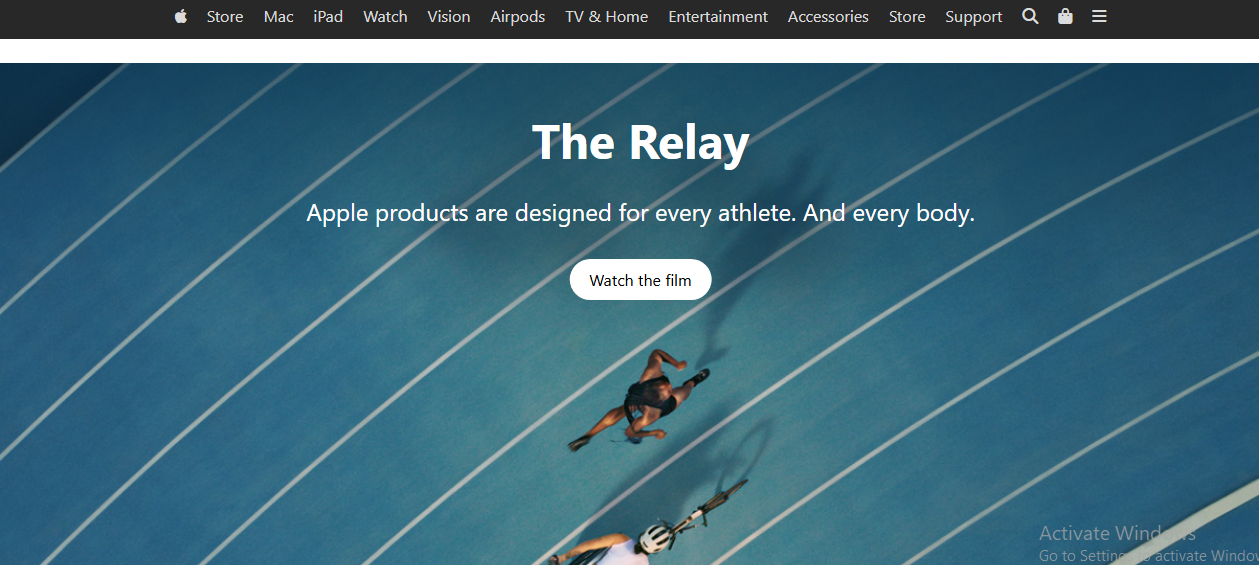 Store Mac iPad Watch Vision Airpods TV & Home Entertainment Accessories Store Support
The Relay
Apple products are designed for every athlete. And every body.
Watch the film
Activate Windows
Go to Settings to activate Windows